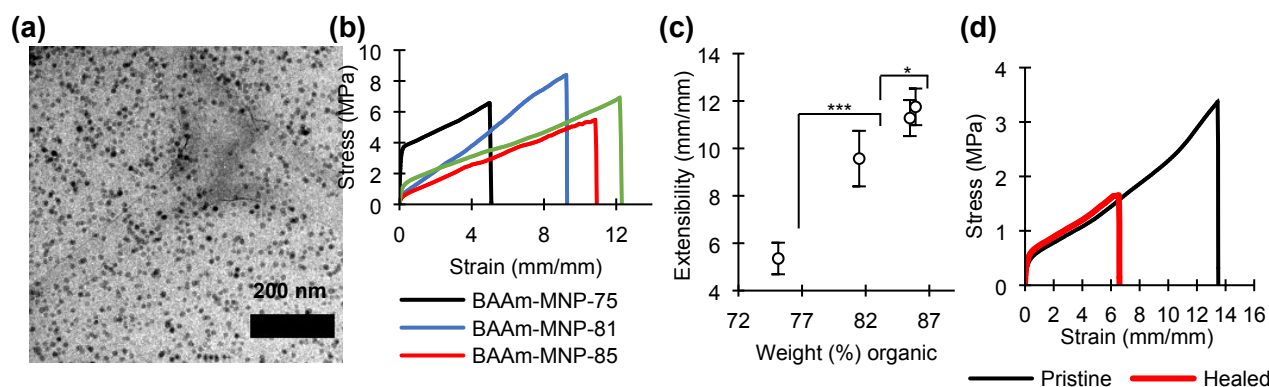 (a)
200 nm
(b)
Stress (MPa)
10
8
6
4
2
0
0 4 8 12
Strain (mm/mm)
BAAm-MNP-75
BAAm-MNP-81
BAAm-MNP-85
(c)
Extensibility (mm/mm)
14
12
10
8
6
4
***
*
72 77 82 87
Weight (%) organic
(d)
Stress (MPa)
4
3
2
1
0
0 2 4 6 8 10 12 14 16
Strain (mm/mm)
Pristine Healed